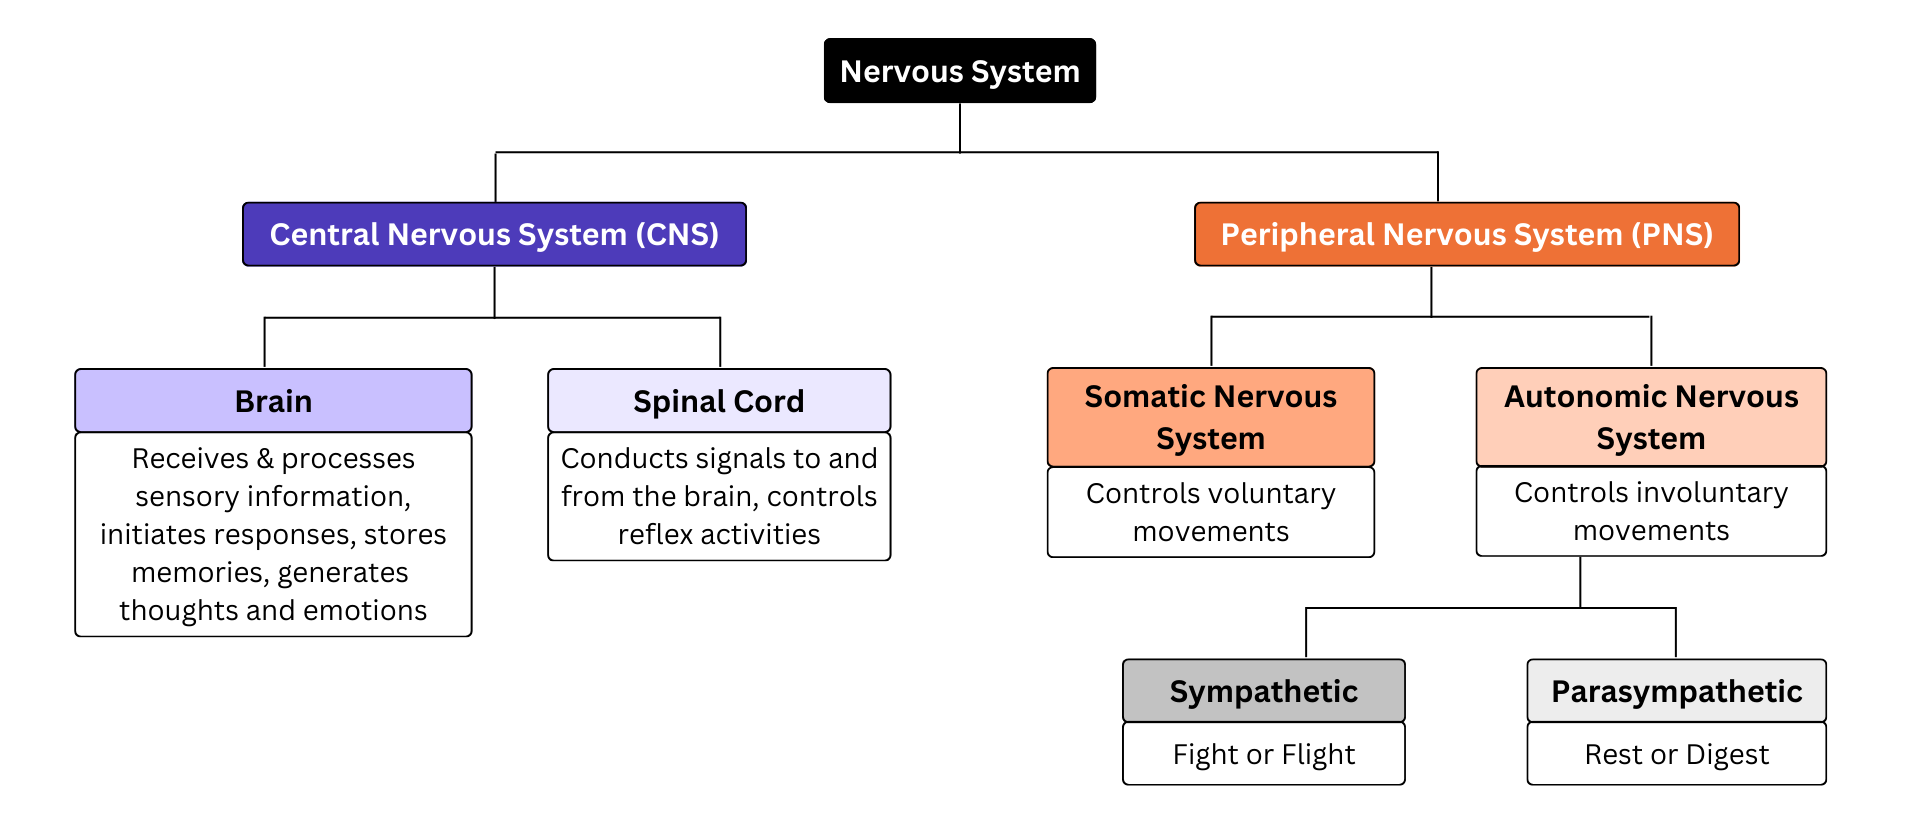 Nervous System
Central Nervous System (CNS)
Peripheral Nervous System (PNS)
Brain
Receives & processes
sensory information,
initiates responses, stores
memories, generates
thoughts and emotions
Spinal Cord
Conducts signals to and
from the brain, controls
reflex activities
Somatic Nervous
System
Controls voluntary
movements
Autonomic Nervous
System
Controls involuntary
movements
Sympathetic
Fight or Flight
Parasympathetic
Rest or Digest